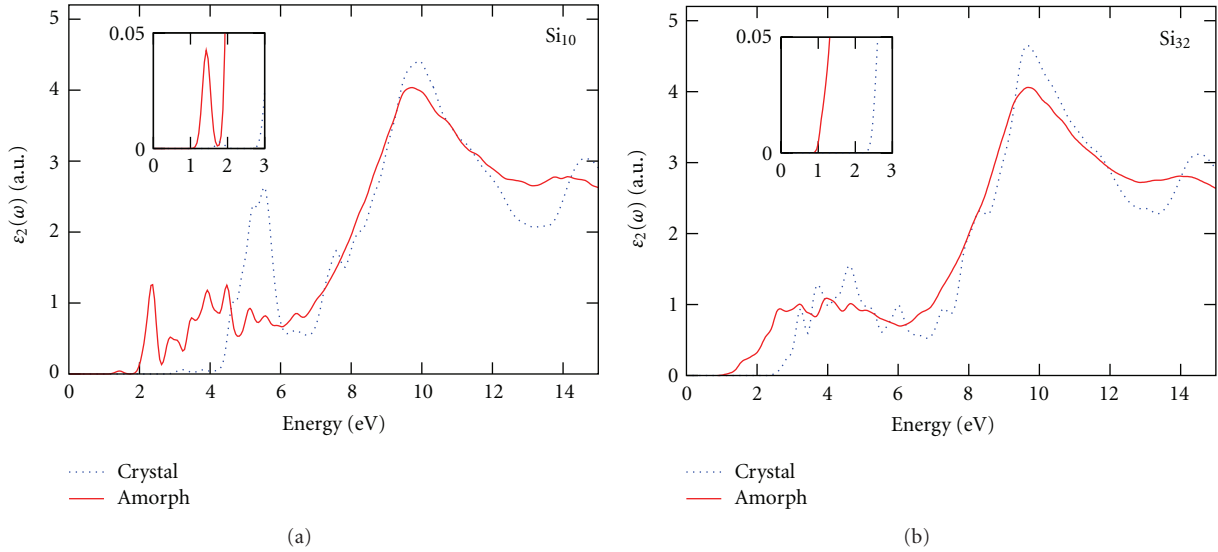 5
4
3
2
1
0
ε₂(ω) (a.u.)
0.05
0
0 1 2 3
Si₁₀
0 2 4 6 8 10 12 14
Energy (eV)
Crystal
Amorph
(a)
5
4
3
2
1
0
ε₂(ω) (a.u.)
0.05
0
0 1 2 3
Si₃₂
0 2 4 6 8 10 12 14
Energy (eV)
Crystal
Amorph
(b)